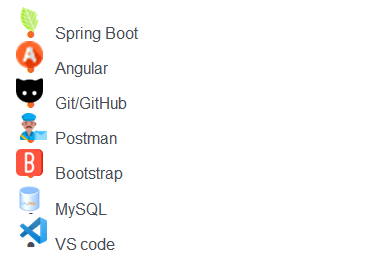 Spring Boot
A Angular
Git/GitHub
Postman
B Bootstrap
MySQL
VS code